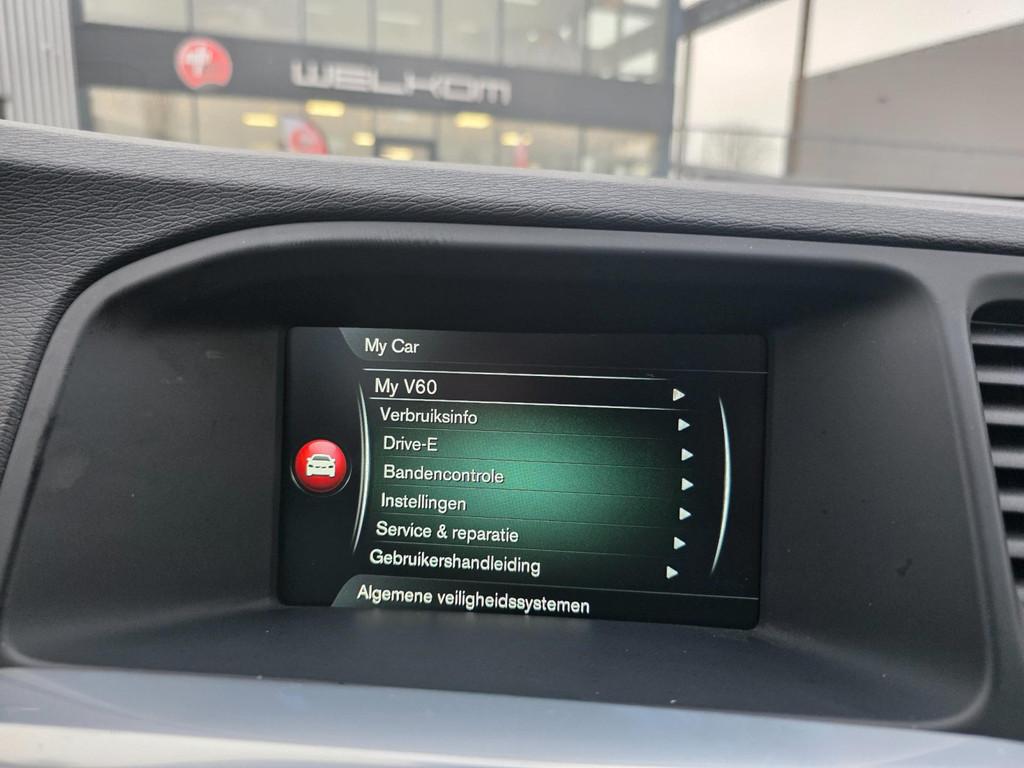 WELKOM
My Car
My V60
Verbruiksinfo
Drive-E
Bandencontrole
Instellingen
Service & reparatie
Gebruikershandleiding
Algemene veiligheidssystemen